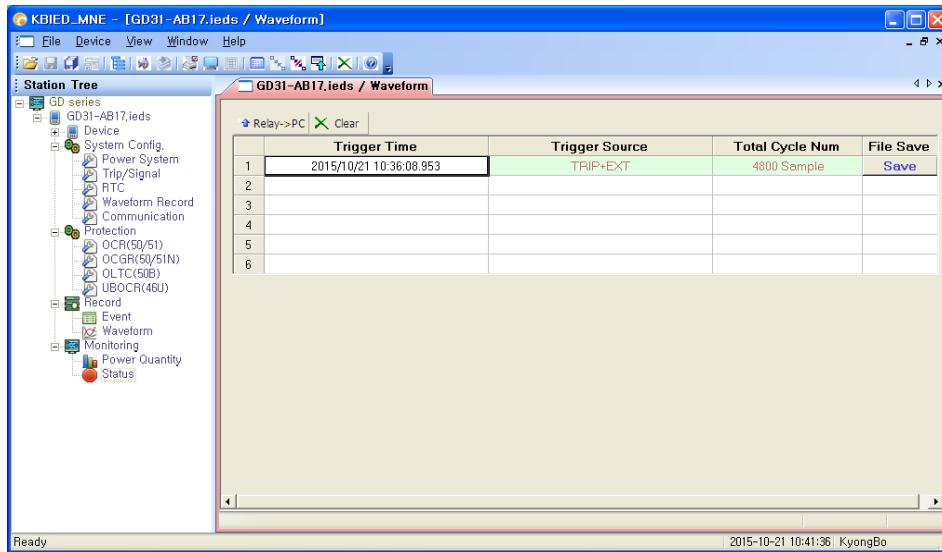 KBIED_MNE - [GD31-AB17.ieds / Waveform]
File Device View Window Help
Station Tree
GD series
GD31-AB17.ieds
Device
System Config.
Power System
Trip/Signal
RTC
Waveform Record
Communication
Protection
OCR(50/51)
OCGR(50/51N)
OLTC(50B)
UBOCR(46U)
Record
Event
Waveform
Monitoring
Power Quantity
Status
GD31-AB17.ieds / Waveform
Relay->PC Clear
Trigger Time Trigger Source Total Cycle Num File Save
1 2015/10/21 10:36:08.953 TRIP+EXT 4800 Sample Save
2
3
4
5
6
Ready 2015-10-21 10:41:36 KyongBo